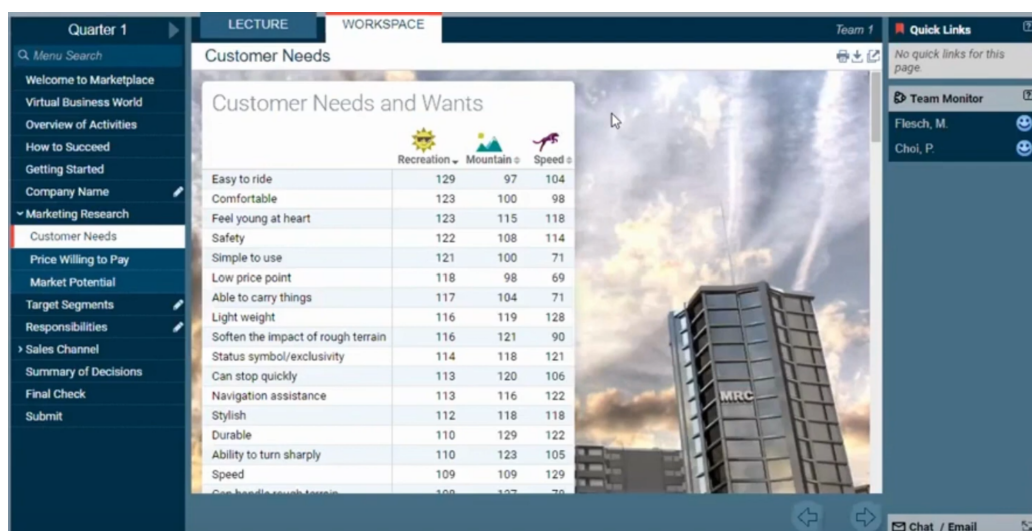 Quarter 1
Menu Search
Welcome to Marketplace
Virtual Business World
Overview of Activities
How to Succeed
Getting Started
Company Name
Marketing Research
Customer Needs
Price Willing to Pay
Market Potential
Target Segments
Responsibilities
Sales Channel
Summary of Decisions
Final Check
Submit
LECTURE WORKSPACE Team 1
Customer Needs
Customer Needs and Wants
Recreation Mountain Speed
Easy to ride 129 97 104
Comfortable 123 100 98
Feel young at heart 123 115 118
Safety 122 108 114
Simple to use 121 100 71
Low price point 118 98 69
Able to carry things 117 104 71
Light weight 116 119 128
Soften the impact of rough terrain 116 121 90
Status symbol/exclusivity 114 118 121
Can stop quickly 113 120 106
Navigation assistance 113 116 122
Stylish 112 118 118
Durable 110 129 122
Ability to turn sharply 110 123 105
Speed 109 109 129
MRC
Quick Links
No quick links for this
page.
Team Monitor
Flesch, M.
Choi, P.
Chat / Email